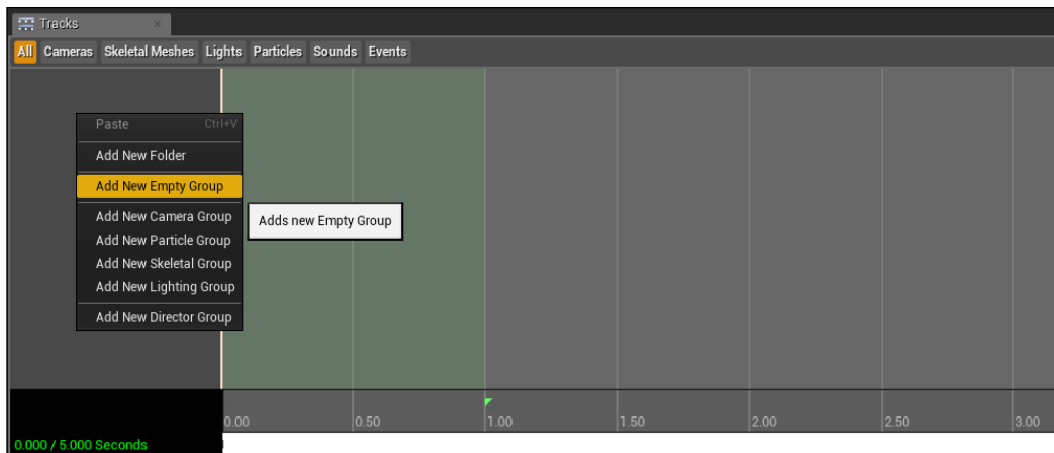 Tracks
All Cameras Skeletal Meshes Lights Particles Sounds Events
Paste Ctrl+V
Add New Folder
Add New Empty Group
Add New Camera Group
Adds new Empty Group
Add New Particle Group
Add New Skeletal Group
Add New Lighting Group
Add New Director Group
0.00 0.50 1.00 1.50 2.00 2.50 3.00
0.000 / 5.000 Seconds